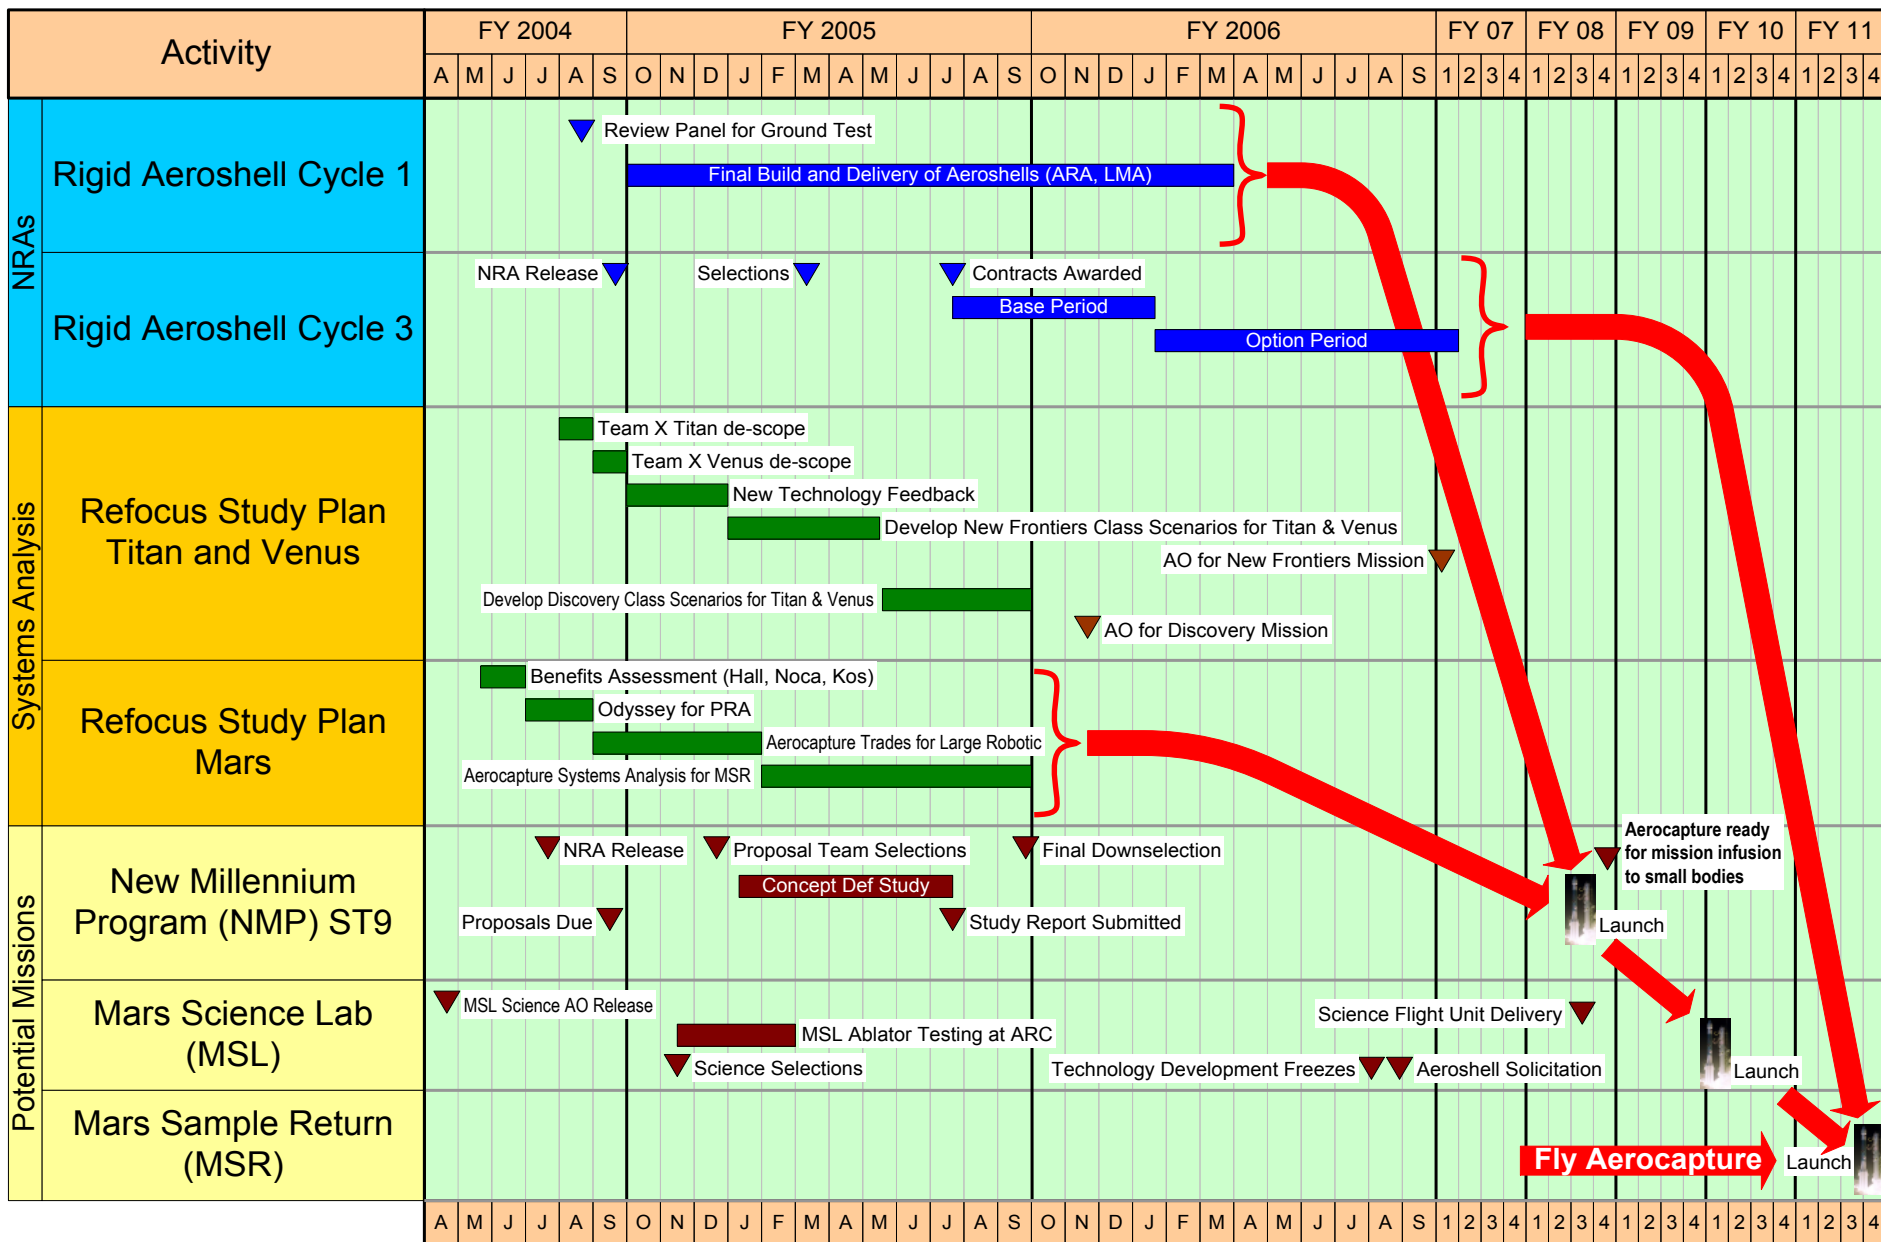 Activity
FY 2004
FY 2005
FY 2006
FY 07
FY 08
FY 09
FY 10
FY 11
A M J J A S O N D J F M A M J J A S O N D J F M A M J J A S 1 2 3 4 1 2 3 4 1 2 3 4 1 2 3 4 1 2 3 4
NRAs
Rigid Aeroshell Cycle 1
Review Panel for Ground Test
Final Build and Delivery of Aeroshells (ARA, LMA)
Rigid Aeroshell Cycle 3
NRA Release
Selections
Contracts Awarded
Base Period
Option Period
Systems Analysis
Refocus Study Plan
Titan and Venus
Team X Titan de-scope
Team X Venus de-scope
New Technology Feedback
Develop New Frontiers Class Scenarios for Titan & Venus
AO for New Frontiers Mission
Develop Discovery Class Scenarios for Titan & Venus
AO for Discovery Mission
Refocus Study Plan
Mars
Benefits Assessment (Hall, Noca, Kos)
Odyssey for PRA
Aerocapture Trades for Large Robotic
Aerocapture Systems Analysis for MSR
Potential Missions
New Millennium
Program (NMP) ST9
NRA Release
Proposal Team Selections
Final Downselection
Aerocapture ready
for mission infusion
to small bodies
Concept Def Study
Proposals Due
Study Report Submitted
Launch
Mars Science Lab
(MSL)
MSL Science AO Release
Science Flight Unit Delivery
MSL Ablator Testing at ARC
Science Selections
Technology Development Freezes
Aeroshell Solicitation
Launch
Mars Sample Return
(MSR)
Fly Aerocapture
Launch
A M J J A S O N D J F M A M J J A S O N D J F M A M J J A S 1 2 3 4 1 2 3 4 1 2 3 4 1 2 3 4 1 2 3 4